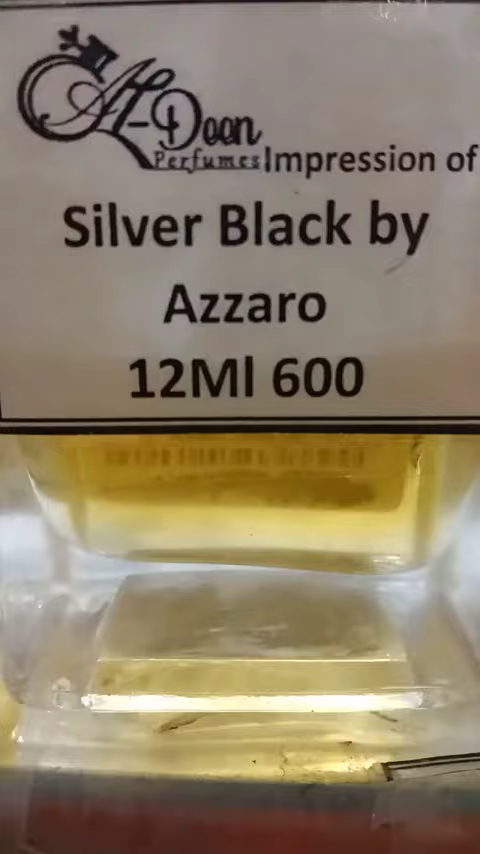 Al-Deen
Perfumes Impression of
Silver Black by
Azzaro
12Ml 600